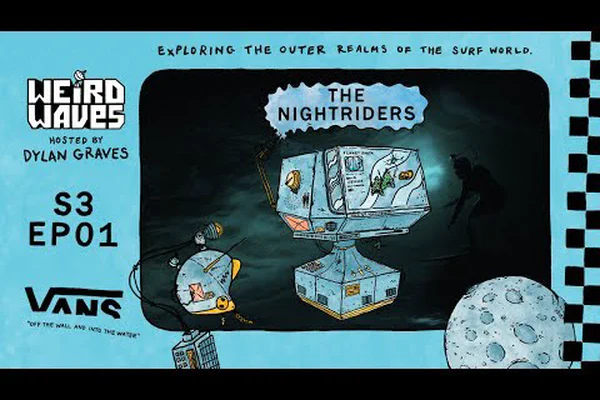 EXPLORING THE OUTER REALMS OF THE SURF WORLD.
WEIRD
WAVES
HOSTED BY
DYLAN GRAVES
S3
EP01
VANS
"OFF THE WALL AND INTO THE WATER"
THE
NIGHTRIDERS